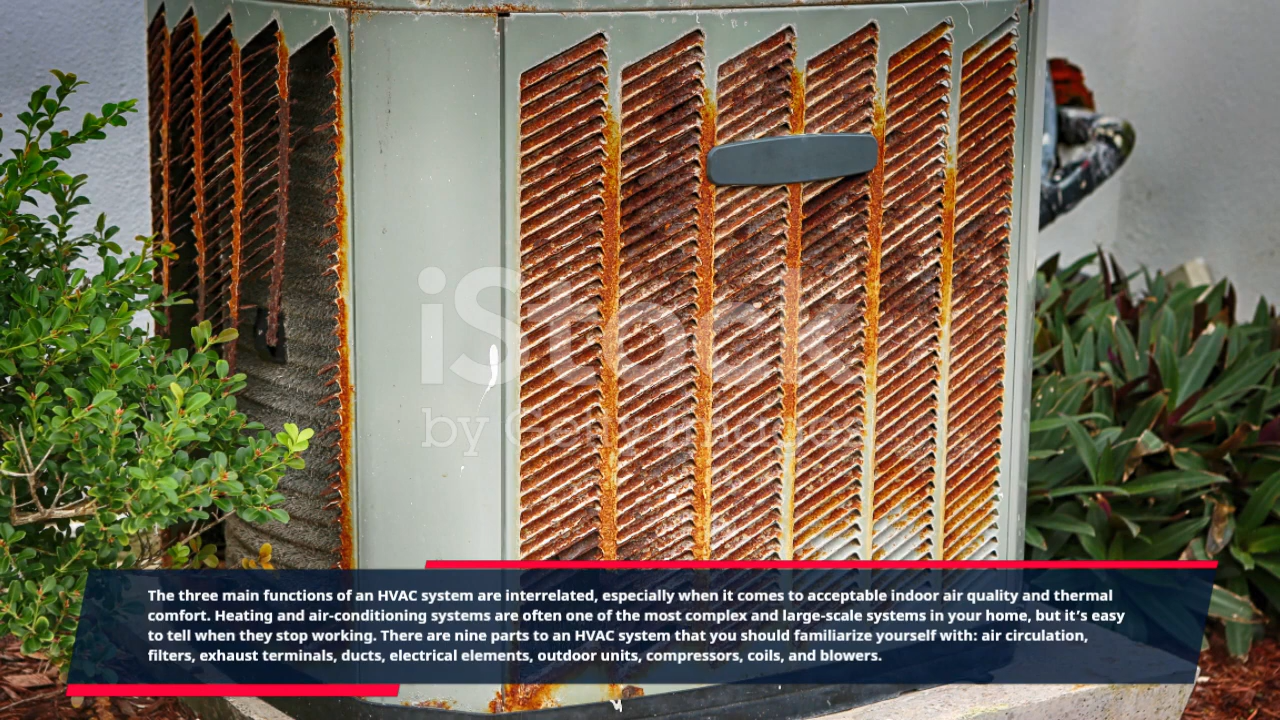 iStock
by Getty Images
The three main functions of an HVAC system are interrelated, especially when it comes to acceptable indoor air quality and thermal
comfort. Heating and air-conditioning systems are often one of the most complex and large-scale systems in your home, but it's easy
to tell when they stop working. There are nine parts to an HVAC system that you should familiarize yourself with: air circulation,
filters, exhaust terminals, ducts, electrical elements, outdoor units, compressors, coils, and blowers.